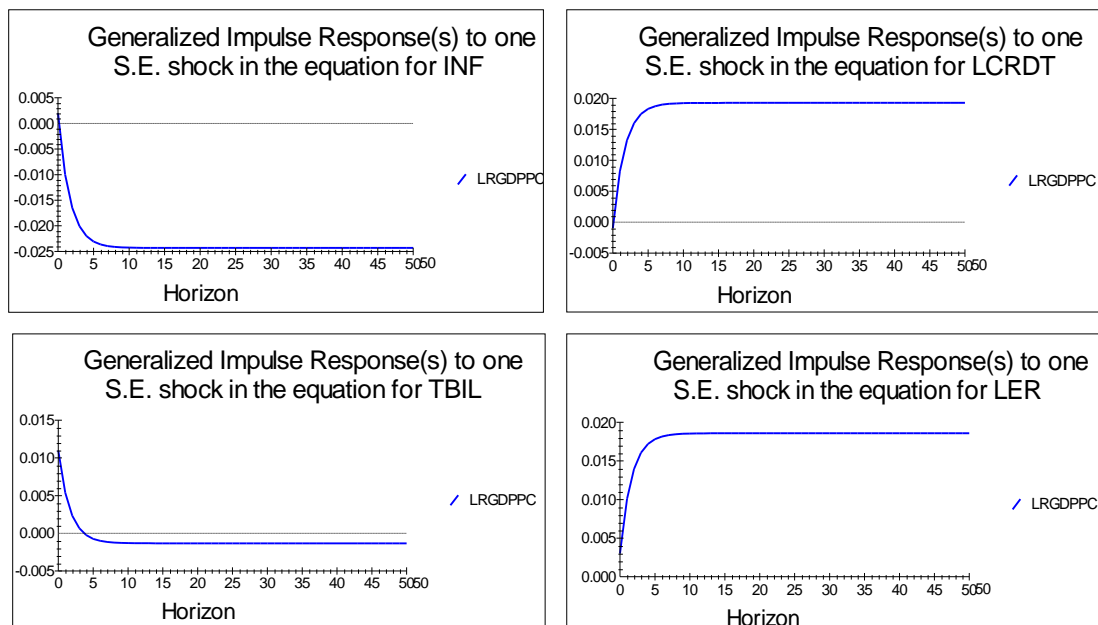 Generalized Impulse Response(s) to one
S.E. shock in the equation for INF
0.005
0.000
-0.005
-0.010
-0.015
-0.020
-0.025
LRGDPPC
0 5 10 15 20 25 30 35 40 45 50 50
Horizon
Generalized Impulse Response(s) to one
S.E. shock in the equation for LCRDT
0.020
0.015
0.010
0.005
0.000
-0.005
LRGDPPC
0 5 10 15 20 25 30 35 40 45 50 50
Horizon
Generalized Impulse Response(s) to one
S.E. shock in the equation for TBIL
0.015
0.010
0.005
0.000
-0.005
LRGDPPC
0 5 10 15 20 25 30 35 40 45 50 50
Horizon
Generalized Impulse Response(s) to one
S.E. shock in the equation for LER
0.020
0.015
0.010
0.005
0.000
LRGDPPC
0 5 10 15 20 25 30 35 40 45 50 50
Horizon